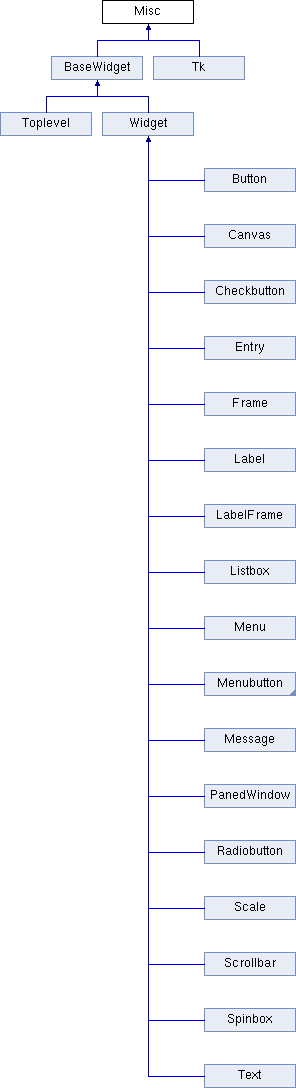 Misc
BaseWidget
Tk
Toplevel
Widget
Button
Canvas
Checkbutton
Entry
Frame
Label
LabelFrame
Listbox
Menu
Menubutton
Message
PanedWindow
Radiobutton
Scale
Scrollbar
Spinbox
Text